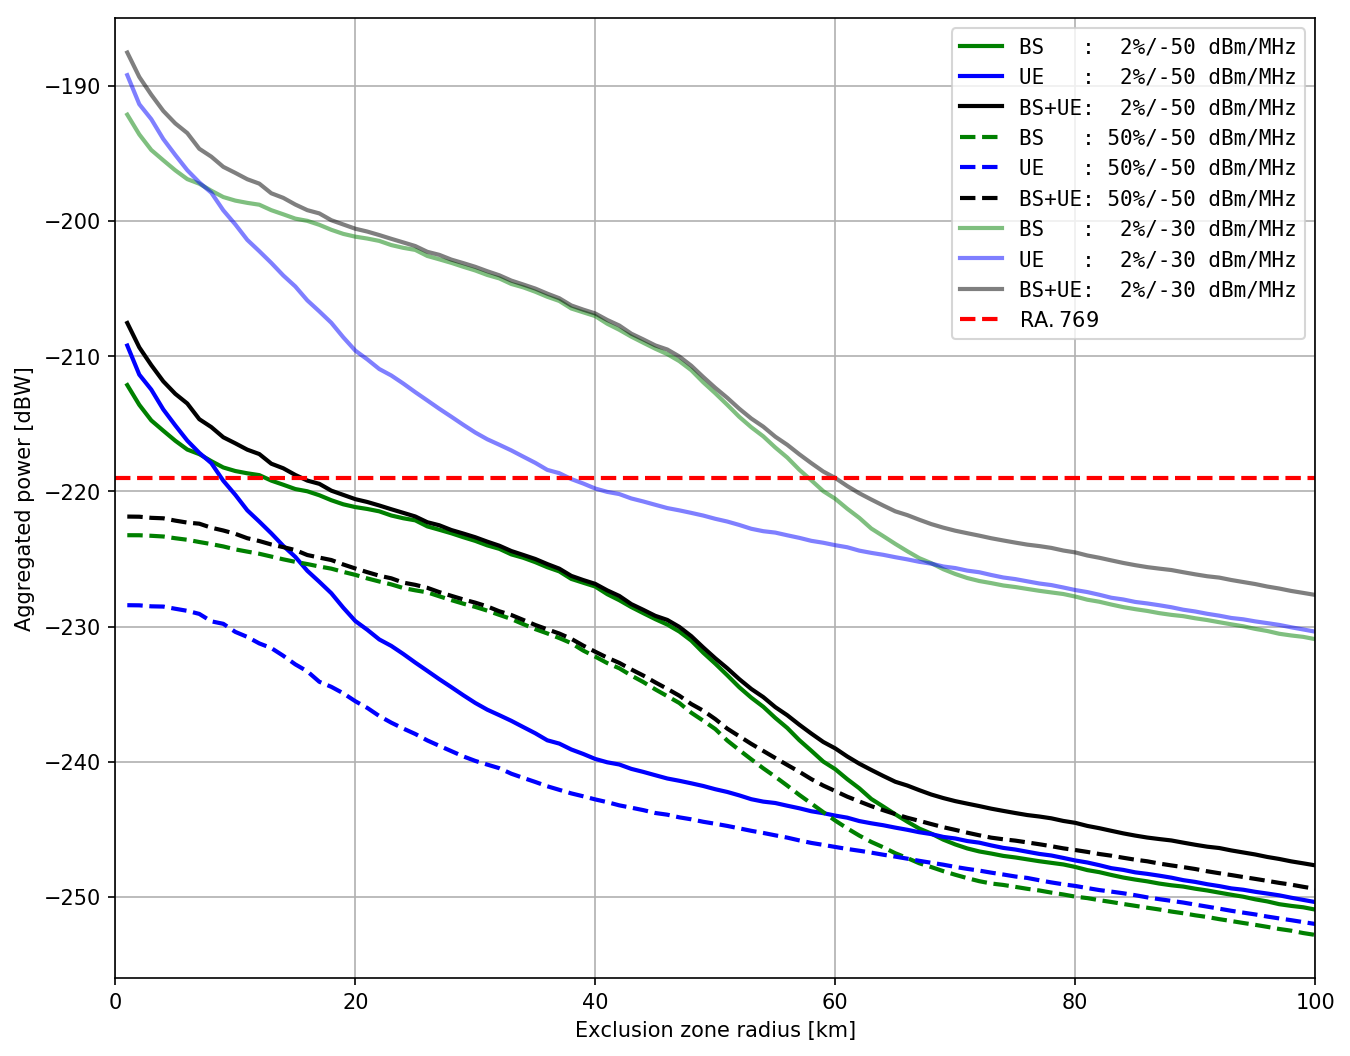 −190
−200
−210
−220
−230
−240
−250
Aggregated power [dBW]
0 20 40 60 80 100
Exclusion zone radius [km]
BS   :  2%/-50 dBm/MHz
UE   :  2%/-50 dBm/MHz
BS+UE:  2%/-50 dBm/MHz
BS   : 50%/-50 dBm/MHz
UE   : 50%/-50 dBm/MHz
BS+UE: 50%/-50 dBm/MHz
BS   :  2%/-30 dBm/MHz
UE   :  2%/-30 dBm/MHz
BS+UE:  2%/-30 dBm/MHz
RA.769